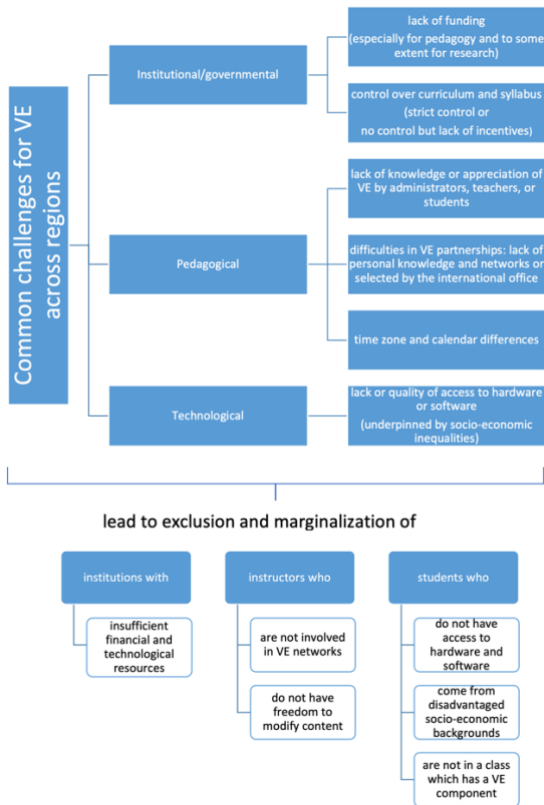 Common challenges for VE
across regions
Institutional/governmental
lack of funding
(especially for pedagogy and to some
extent for research)
control over curriculum and syllabus
(strict control or
no control but lack of incentives)
Pedagogical
lack of knowledge or appreciation of
VE by administrators, teachers, or
students
difficulties in VE partnerships: lack of
personal knowledge and networks or
selected by the international office
time zone and calendar differences
Technological
lack or quality of access to hardware
or software
(underpinned by socio-economic
inequalities)
lead to exclusion and marginalization of
institutions with
insufficient
financial and
technological
resources
instructors who
are not involved
in VE networks
do not have
freedom to
modify content
students who
do not have
access to
hardware and
software
come from
disadvantaged
socio-economic
backgrounds
are not in a class
which has a VE
component